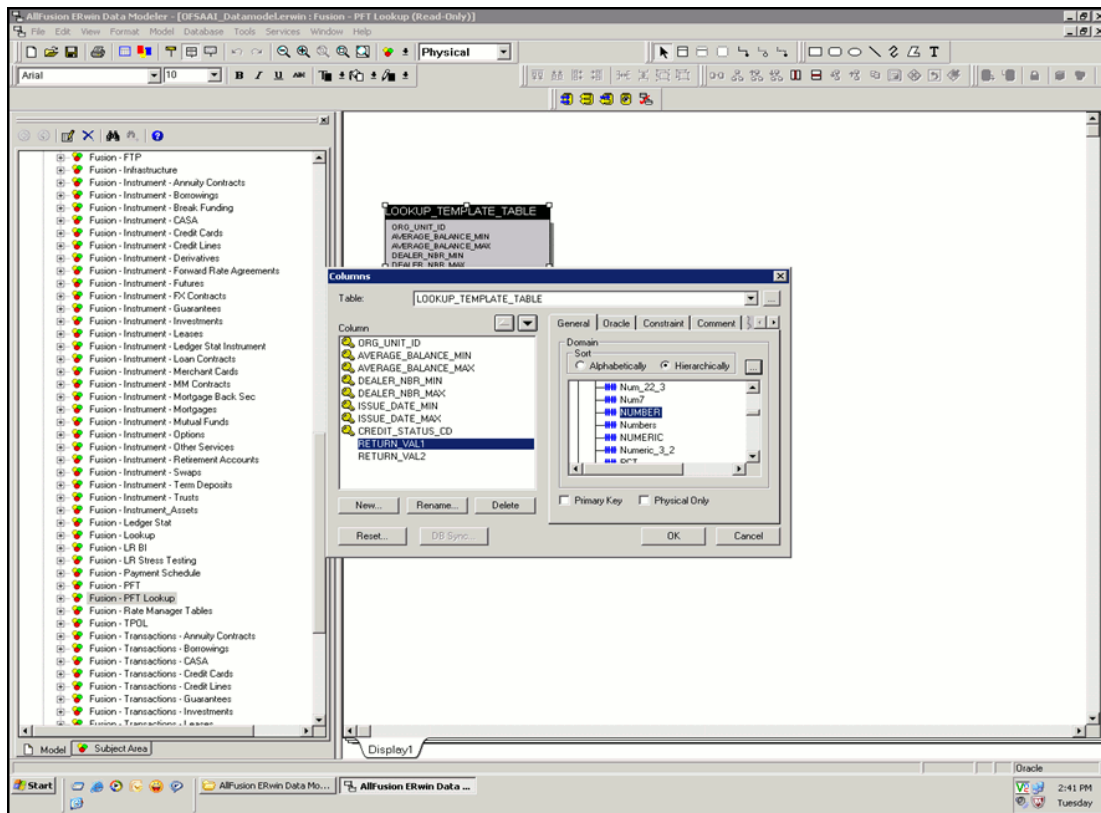 AllFusion ERwin Data Modeler - [OFSAAI_Datamodel.erwin : Fusion - PFT Lookup (Read-Only)]
File Edit View Format Model Database Tools Services Window Help
Physical
Arial
10
B I U
T
Fusion - FTP
Fusion - Infrastructure
Fusion - Instrument - Annuity Contracts
Fusion - Instrument - Borrowings
Fusion - Instrument - Break Funding
Fusion - Instrument - CASA
Fusion - Instrument - Credit Cards
Fusion - Instrument - Credit Lines
Fusion - Instrument - Derivatives
Fusion - Instrument - Forward Rate Agreements
Fusion - Instrument - Futures
Fusion - Instrument - FX Contracts
Fusion - Instrument - Guarantees
Fusion - Instrument - Investments
Fusion - Instrument - Leases
Fusion - Instrument - Ledger Stat Instrument
Fusion - Instrument - Loan Contracts
Fusion - Instrument - Merchant Cards
Fusion - Instrument - MM Contracts
Fusion - Instrument - Mortgage Back Sec
Fusion - Instrument - Mortgages
Fusion - Instrument - Mutual Funds
Fusion - Instrument - Options
Fusion - Instrument - Other Services
Fusion - Instrument - Retirement Accounts
Fusion - Instrument - Swaps
Fusion - Instrument - Term Deposits
Fusion - Instrument - Trusts
Fusion - Instrument_Assets
Fusion - Ledger Stat
Fusion - Lookup
Fusion - LR BI
Fusion - LR Stress Testing
Fusion - Payment Schedule
Fusion - PFT
Fusion - PFT Lookup
Fusion - Rate Manager Tables
Fusion - TPOL
Fusion - Transactions - Annuity Contracts
Fusion - Transactions - Borrowings
Fusion - Transactions - CASA
Fusion - Transactions - Credit Cards
Fusion - Transactions - Credit Lines
Fusion - Transactions - Guarantees
Fusion - Transactions - Investments
Fusion - Transactions - Leases
Model
Subject Area
LOOKUP_TEMPLATE_TABLE
ORG_UNIT_ID
AVERAGE_BALANCE_MIN
AVERAGE_BALANCE_MAX
DEALER_NBR_MIN
DEALER_NBR_MAX
Columns
Table:
LOOKUP_TEMPLATE_TABLE
...
Column
ORG_UNIT_ID
AVERAGE_BALANCE_MIN
AVERAGE_BALANCE_MAX
DEALER_NBR_MIN
DEALER_NBR_MAX
ISSUE_DATE_MIN
ISSUE_DATE_MAX
CREDIT_STATUS_CD
RETURN_VAL1
RETURN_VAL2
New...
Rename...
Delete
Reset...
DB Sync...
General
Oracle
Constraint
Comment
Domain
Sort
Alphabetically
Hierarchically
...
Num_22_3
Num7
NUMBER
Numbers
NUMERIC
Numeric_3_2
PCT
Primary Key
Physical Only
OK
Cancel
Display1
Oracle
Start
AllFusion ERwin Data Mo...
AllFusion ERwin Data ...
2:41 PM
Tuesday